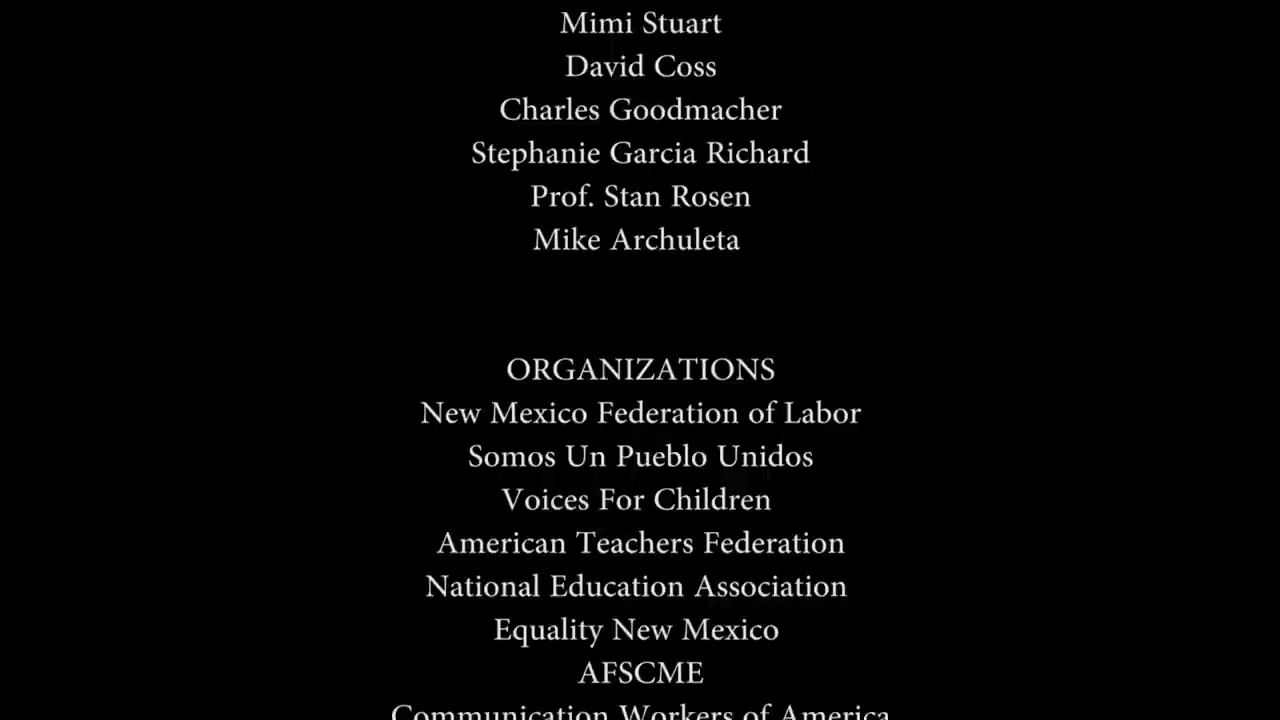 Mimi Stuart
David Coss
Charles Goodmacher
Stephanie Garcia Richard
Prof. Stan Rosen
Mike Archuleta
ORGANIZATIONS
New Mexico Federation of Labor
Somos Un Pueblo Unidos
Voices For Children
American Teachers Federation
National Education Association
Equality New Mexico
AFSCME
Communication Workers of America